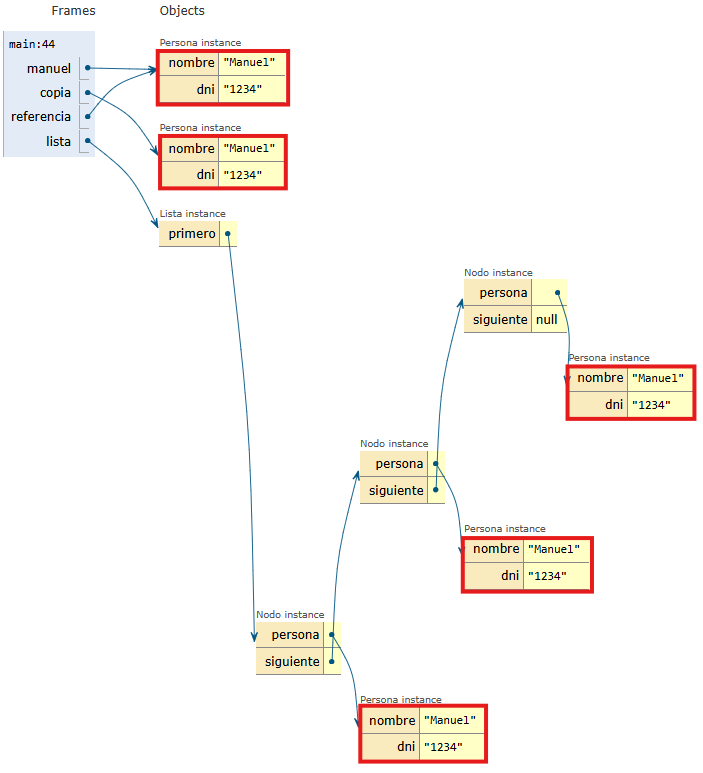 Frames Objects
main:44
manuel
copia
referencia
lista
Persona instance
nombre "Manuel"
dni "1234"
Persona instance
nombre "Manuel"
dni "1234"
Lista instance
primero
Nodo instance
persona
siguiente null
Persona instance
nombre "Manuel"
dni "1234"
Nodo instance
persona
siguiente
Persona instance
nombre "Manuel"
dni "1234"
Nodo instance
persona
siguiente
Persona instance
nombre "Manuel"
dni "1234"